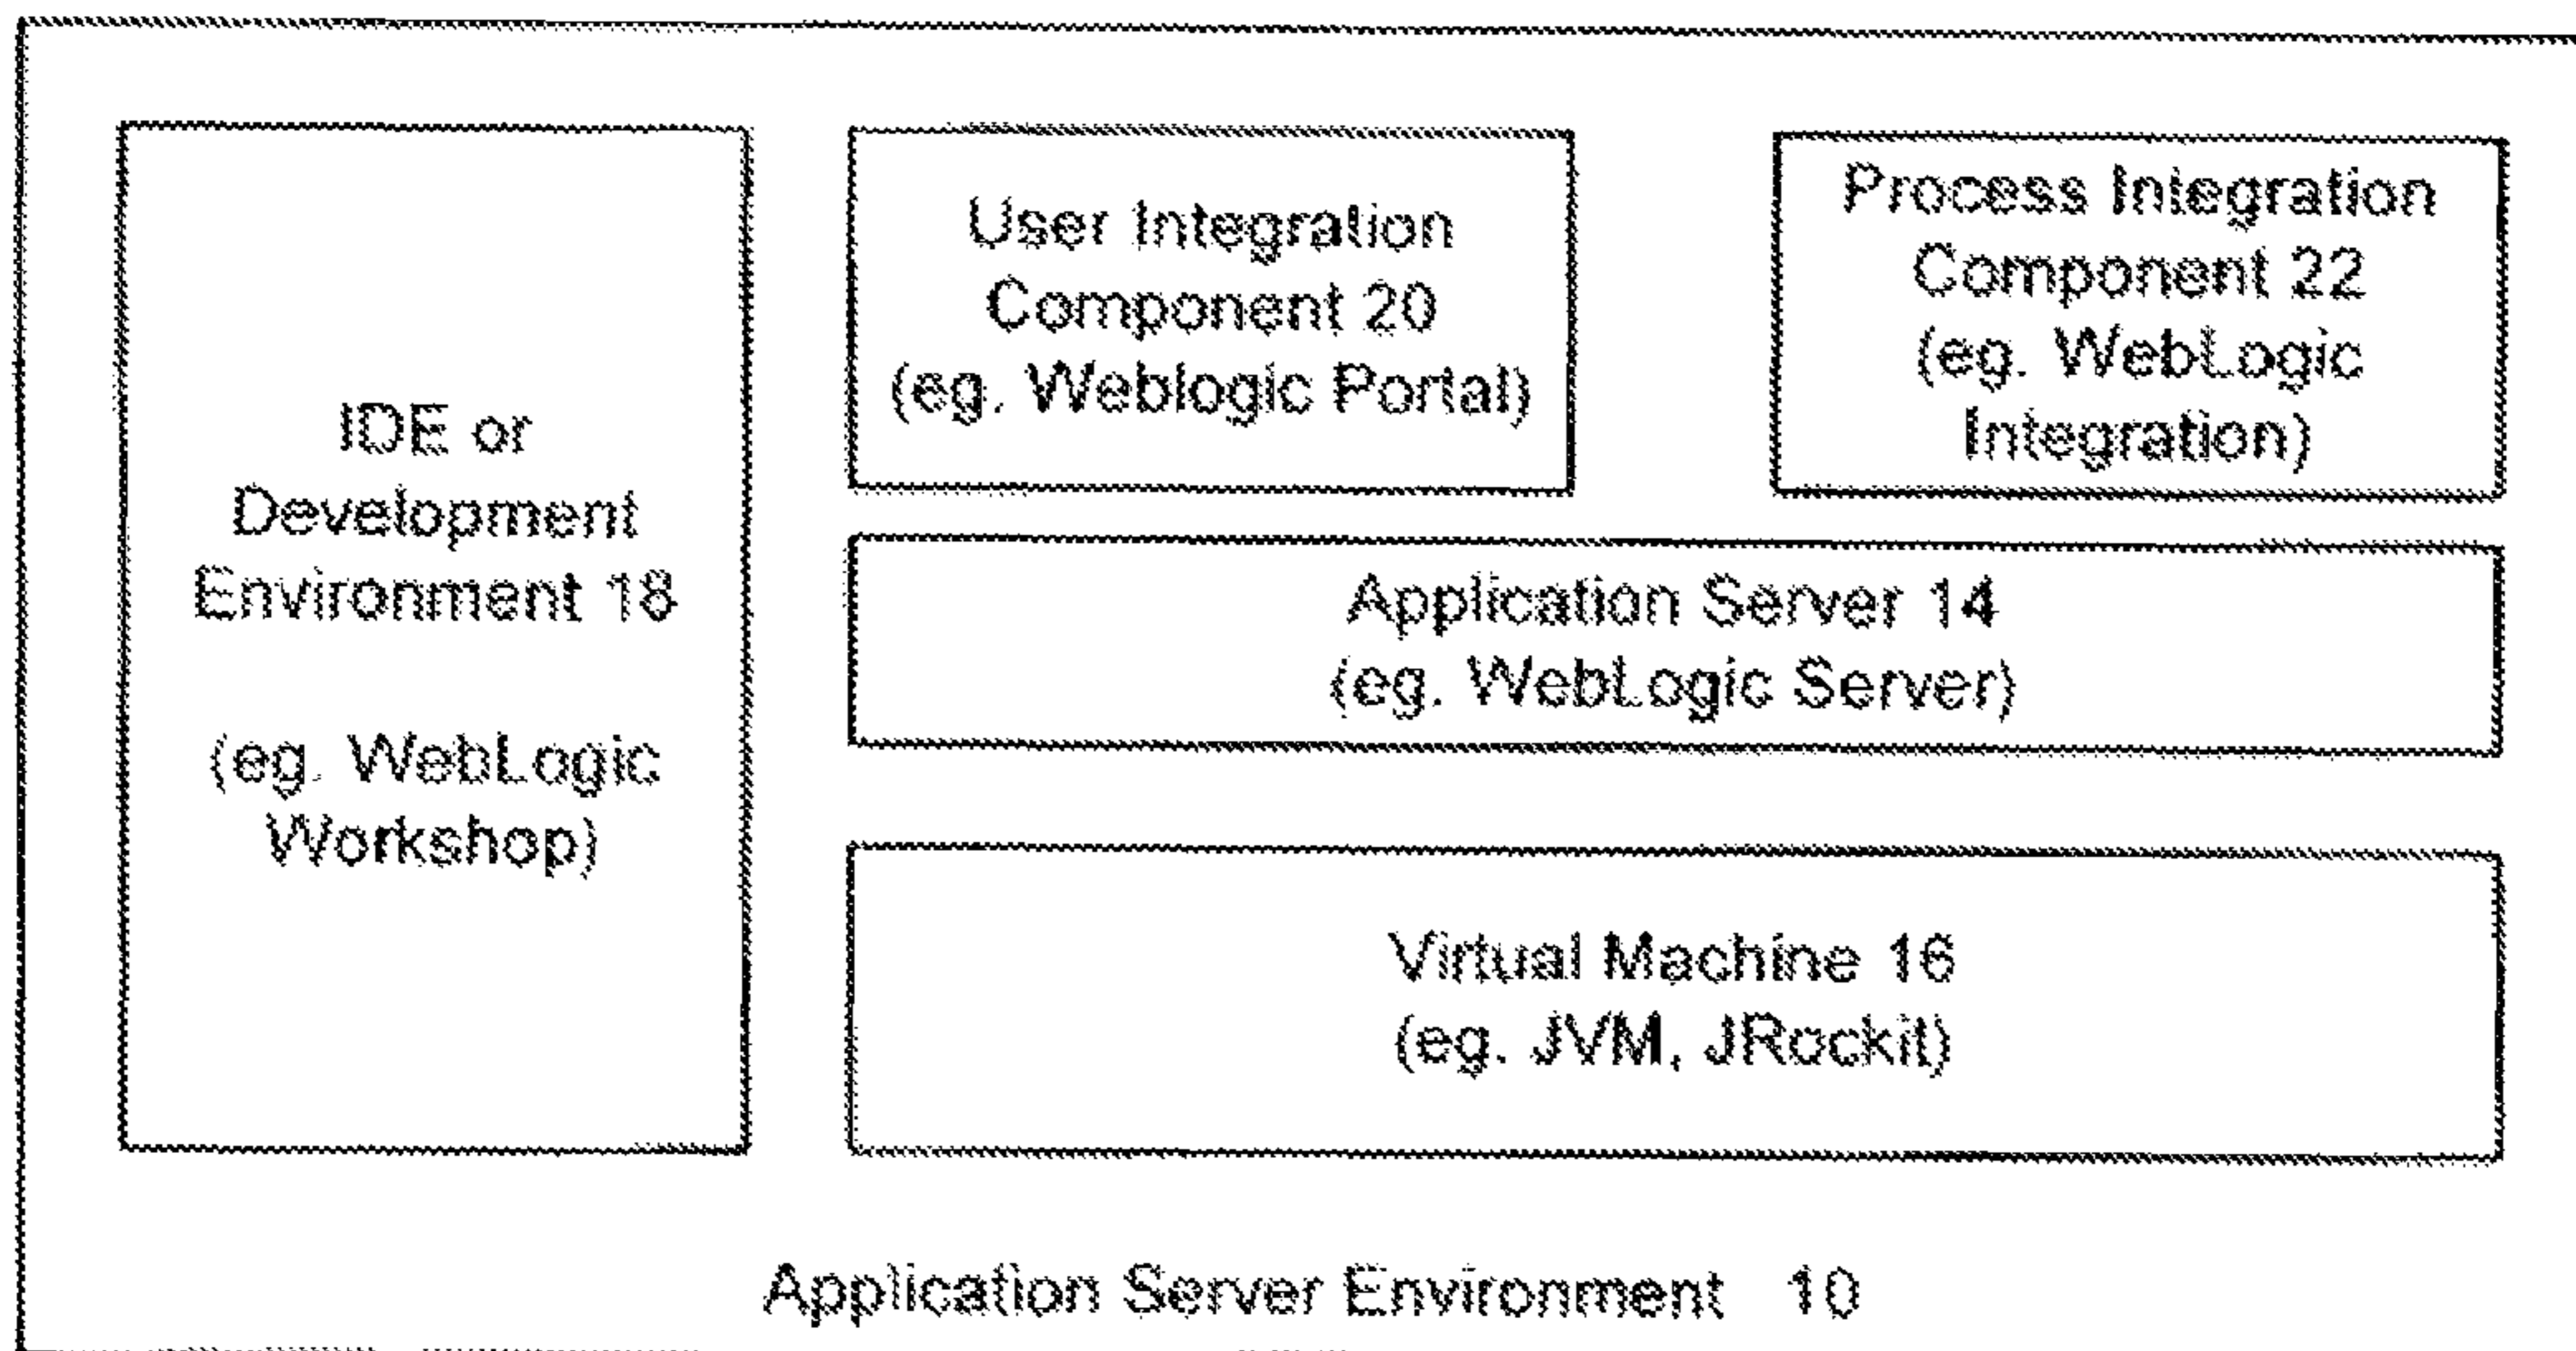 IDE or
Development
Environment 18
(eg. WebLogic
Workshop)
User Integration
Component 20
(eg. Weblogic Portal)
Process Integration
Component 22
(eg. WebLogic
Integration)
Application Server 14
(eg. WebLogic Server)
Virtual Machine 16
(eg. JVM, JRockit)
Application Server Environment 10